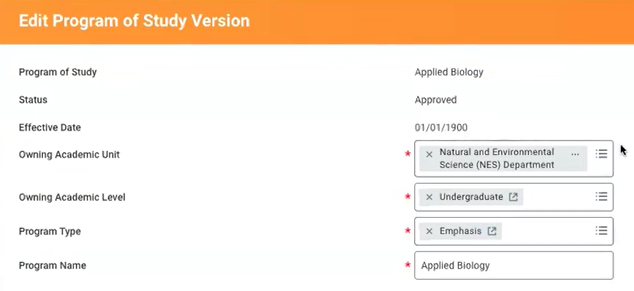 Edit Program of Study Version
Program of Study Applied Biology
Status Approved
Effective Date 01/01/1900
Owning Academic Unit * × Natural and Environmental ...
Science (NES) Department
Owning Academic Level * × Undergraduate
Program Type * × Emphasis
Program Name * Applied Biology